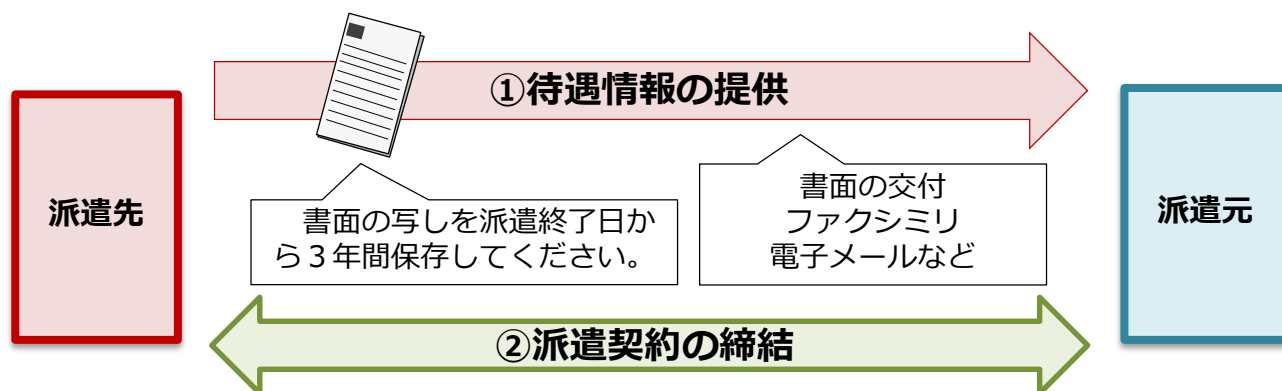 ①待遇情報の提供
派遣先
書面の写しを派遣終了日か
ら３年間保存してください。
書面の交付
ファクシミリ
電子メールなど
派遣元
②派遣契約の締結